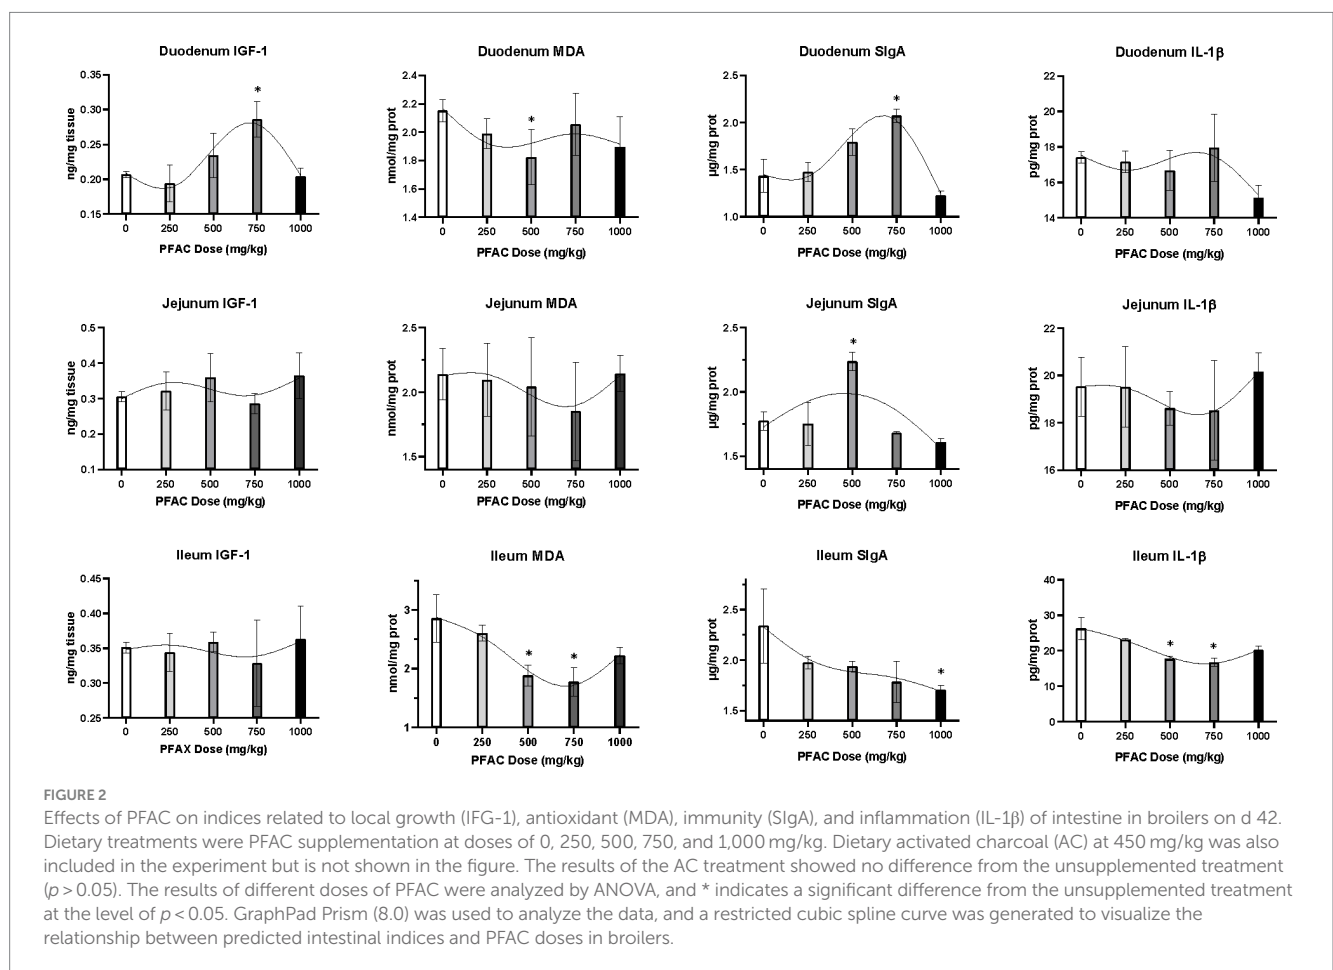 Duodenum IGF-1
0.35
0.30
0.25
0.20
0.15
ng/mg tissue
*
0 250 500 750 1000
PFAC Dose (mg/kg)
Duodenum MDA
2.4
2.2
2.0
1.8
1.6
1.4
nmol/mg prot
*
0 250 500 750 1000
PFAC Dose (mg/kg)
Duodenum SIgA
2.5
2.0
1.5
1.0
µg/mg prot
*
0 250 500 750 1000
PFAC Dose (mg/kg)
Duodenum IL-1β
22
20
18
16
14
pg/mg prot
0 250 500 750 1000
PFAC Dose (mg/kg)
Jejunum IGF-1
0.5
0.4
0.3
0.2
0.1
ng/mg tissue
0 250 500 750 1000
PFAC Dose (mg/kg)
Jejunum MDA
2.5
2.0
1.5
nmol/mg prot
0 250 500 750 1000
PFAC Dose (mg/kg)
Jejunum SIgA
2.5
2.0
1.5
µg/mg prot
*
0 250 500 750 1000
PFAC Dose (mg/kg)
Jejunum IL-1β
22
20
18
16
pg/mg prot
0 250 500 750 1000
PFAC Dose (mg/kg)
Ileum IGF-1
0.45
0.40
0.35
0.30
0.25
ng/mg tissue
0 250 500 750 1000
PFAX Dose (mg/kg)
Ileum MDA
3
2
1
nmol/mg prot
* *
0 250 500 750 1000
PFAC Dose (mg/kg)
Ileum SIgA
2.5
2.0
1.5
µg/mg prot
*
0 250 500 750 1000
PFAC Dose (mg/kg)
Ileum IL-1β
40
30
20
10
0
pg/mg prot
* *
0 250 500 750 1000
PFAC Dose (mg/kg)
FIGURE 2
Effects of PFAC on indices related to local growth (IFG-1), antioxidant (MDA), immunity (SIgA), and inflammation (IL-1β) of intestine in broilers on d 42.
Dietary treatments were PFAC supplementation at doses of 0, 250, 500, 750, and 1,000 mg/kg. Dietary activated charcoal (AC) at 450 mg/kg was also
included in the experiment but is not shown in the figure. The results of the AC treatment showed no difference from the unsupplemented treatment
(p > 0.05). The results of different doses of PFAC were analyzed by ANOVA, and * indicates a significant difference from the unsupplemented treatment
at the level of p < 0.05. GraphPad Prism (8.0) was used to analyze the data, and a restricted cubic spline curve was generated to visualize the
relationship between predicted intestinal indices and PFAC doses in broilers.